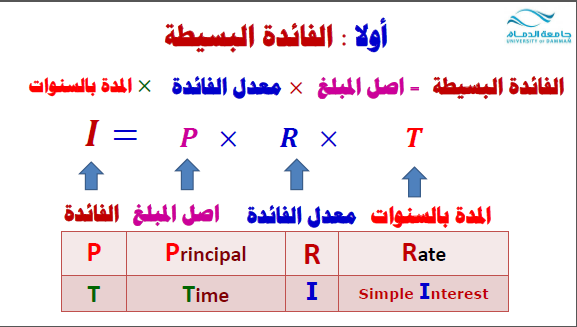 أولا : الفائدة البسيطة
جامعة الدمام
UNIVERSITY OF DAMMAM
الفائدة البسيطة = اصل المبلغ × معدل الفائدة × المدة بالسنوات
I = P × R × T
الفائدة اصل المبلغ معدل الفائدة المدة بالسنوات
P Principal R Rate
T Time I Simple Interest